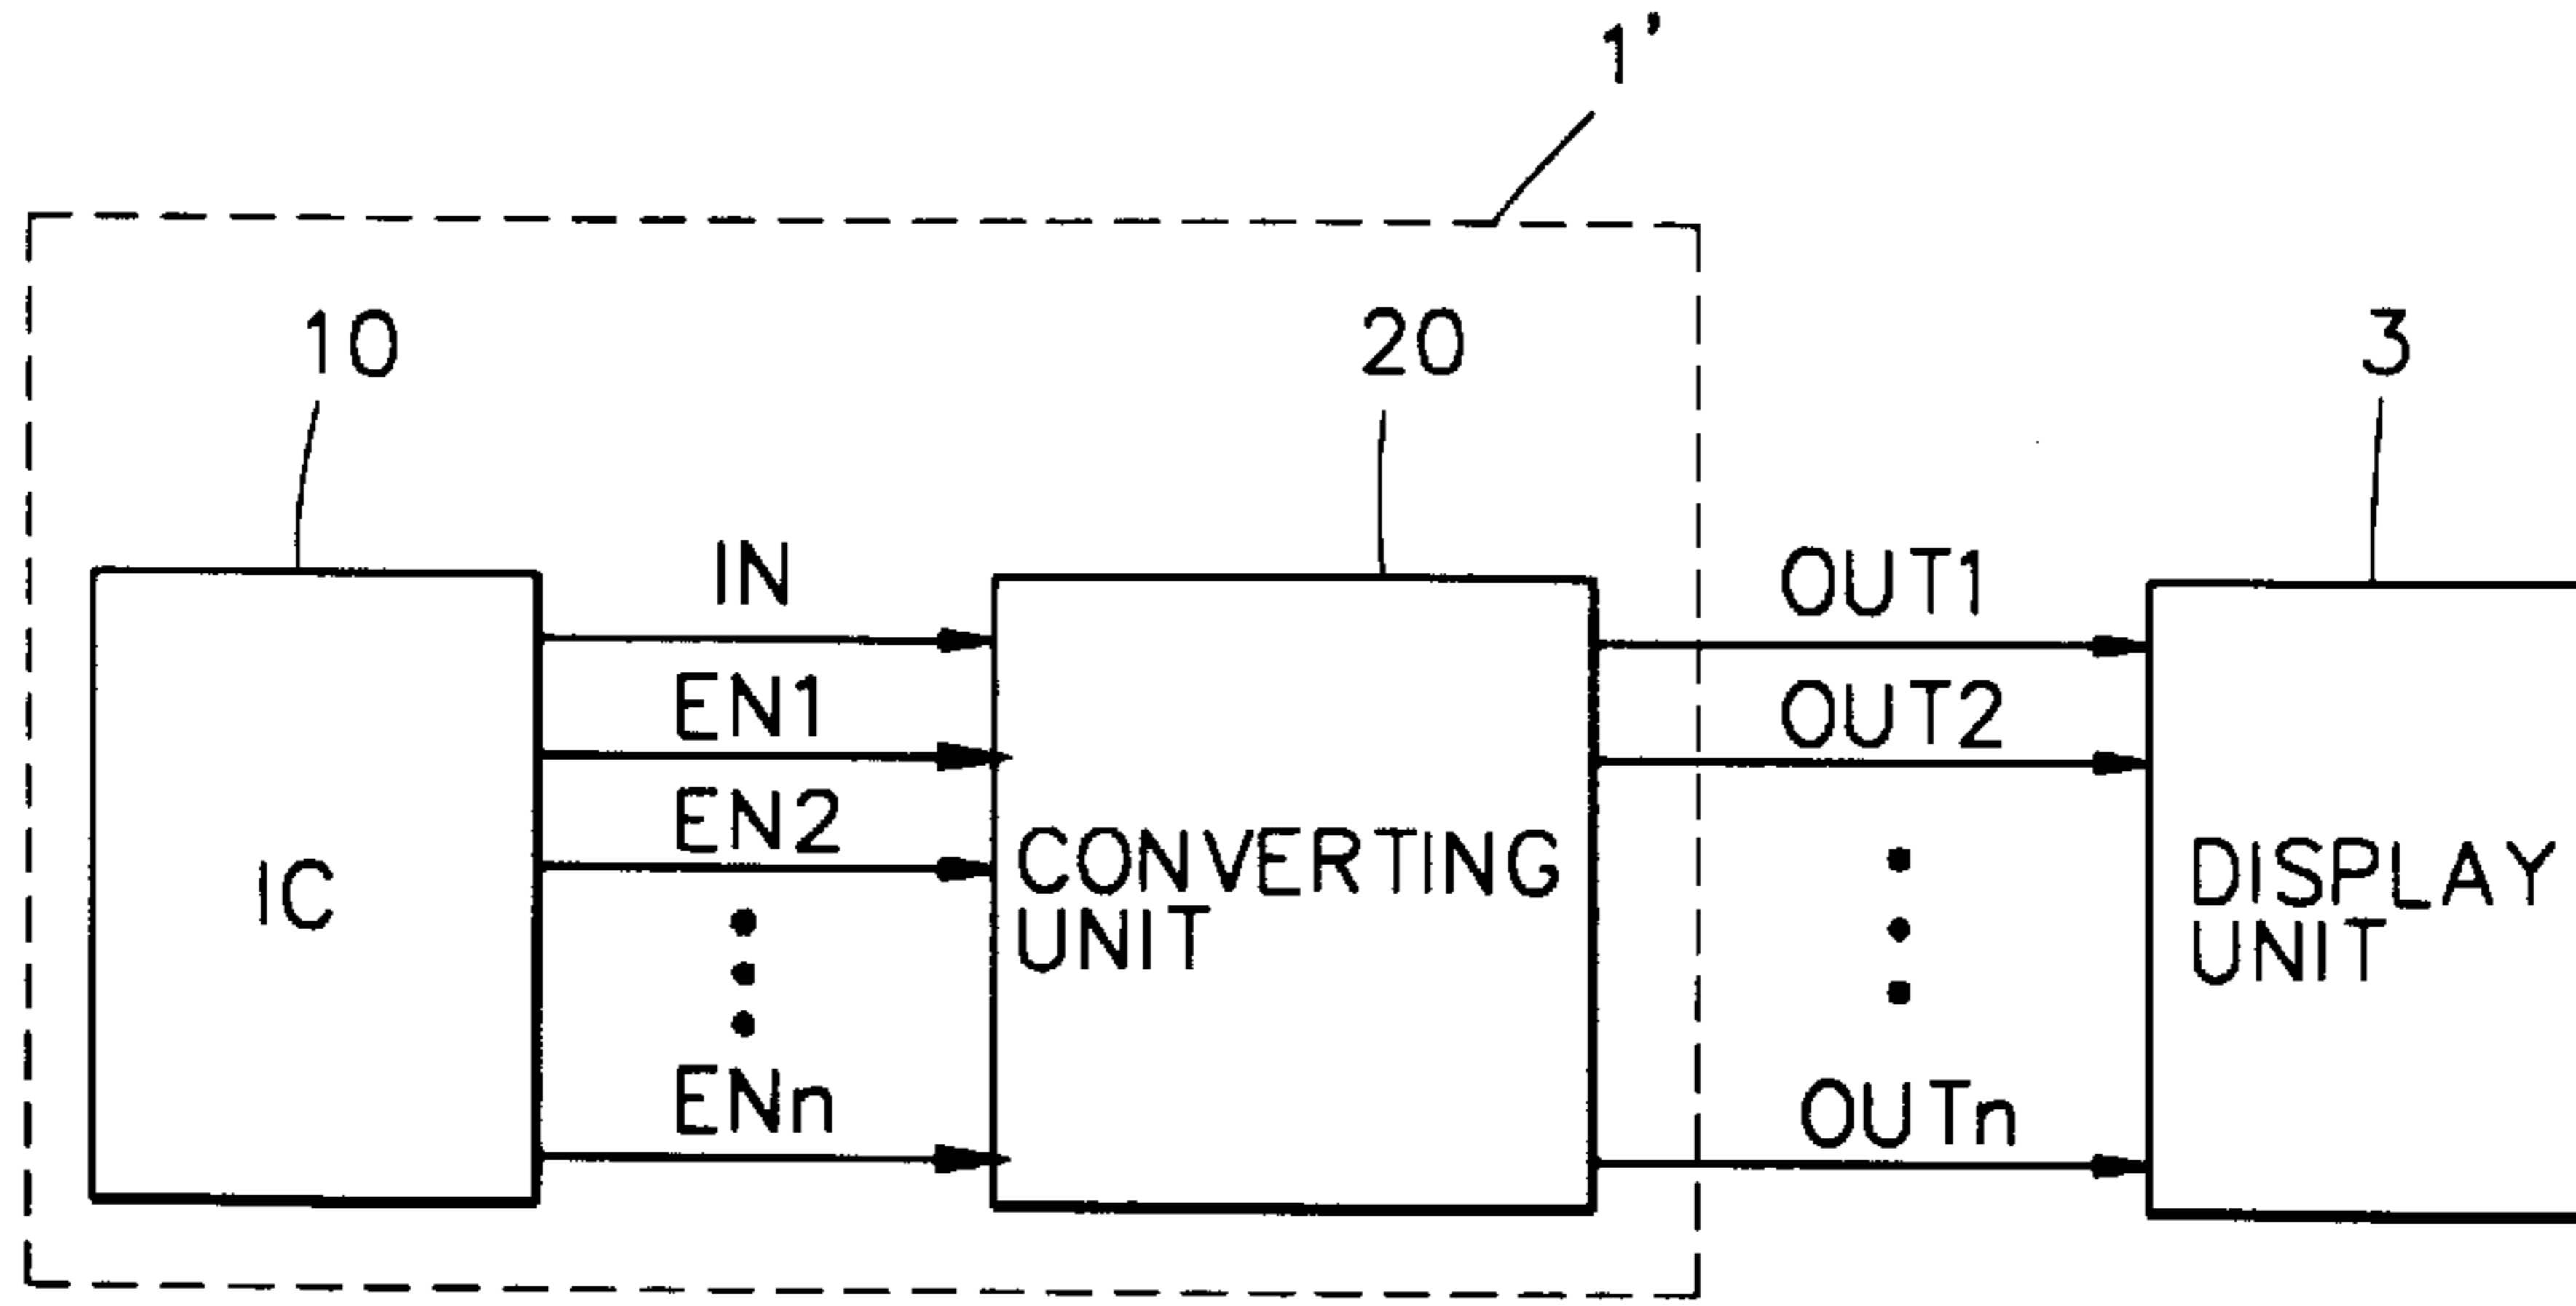 1'
10
20
3
IN
EN1
EN2
ENn
IC
CONVERTING
UNIT
OUT1
OUT2
OUTn
DISPLAY
UNIT